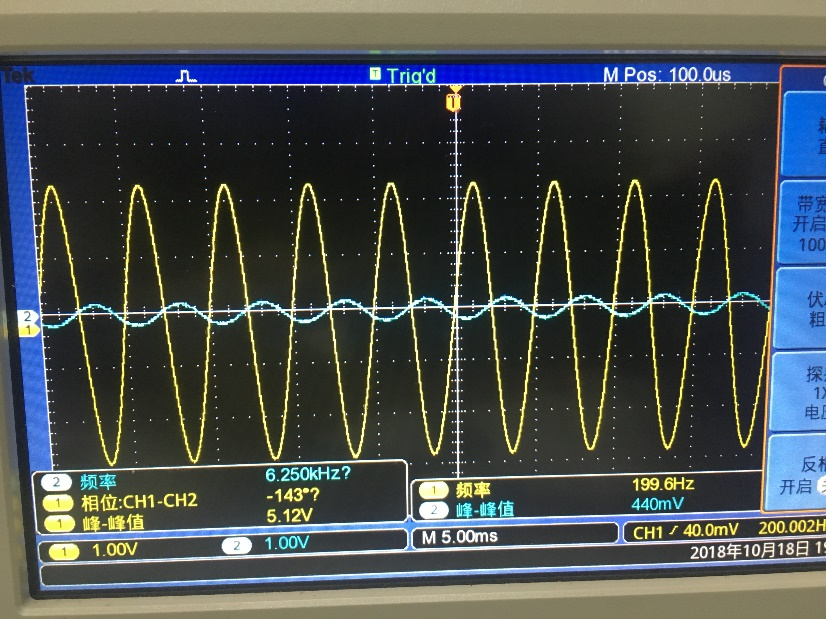 Tek
T Trig'd
M Pos: 100.0us
T
带宽
开启
100
伏
粗
2
1
1X
电压
反相
开启
2 频率 6.250kHz?
1 相位:CH1-CH2 -143°?
1 峰-峰值 5.12V
1 频率 199.6Hz
2 峰-峰值 440mV
1 1.00V 2 1.00V
M 5.00ms
CH1 40.0mV 200.002H
2018年10月18日 19